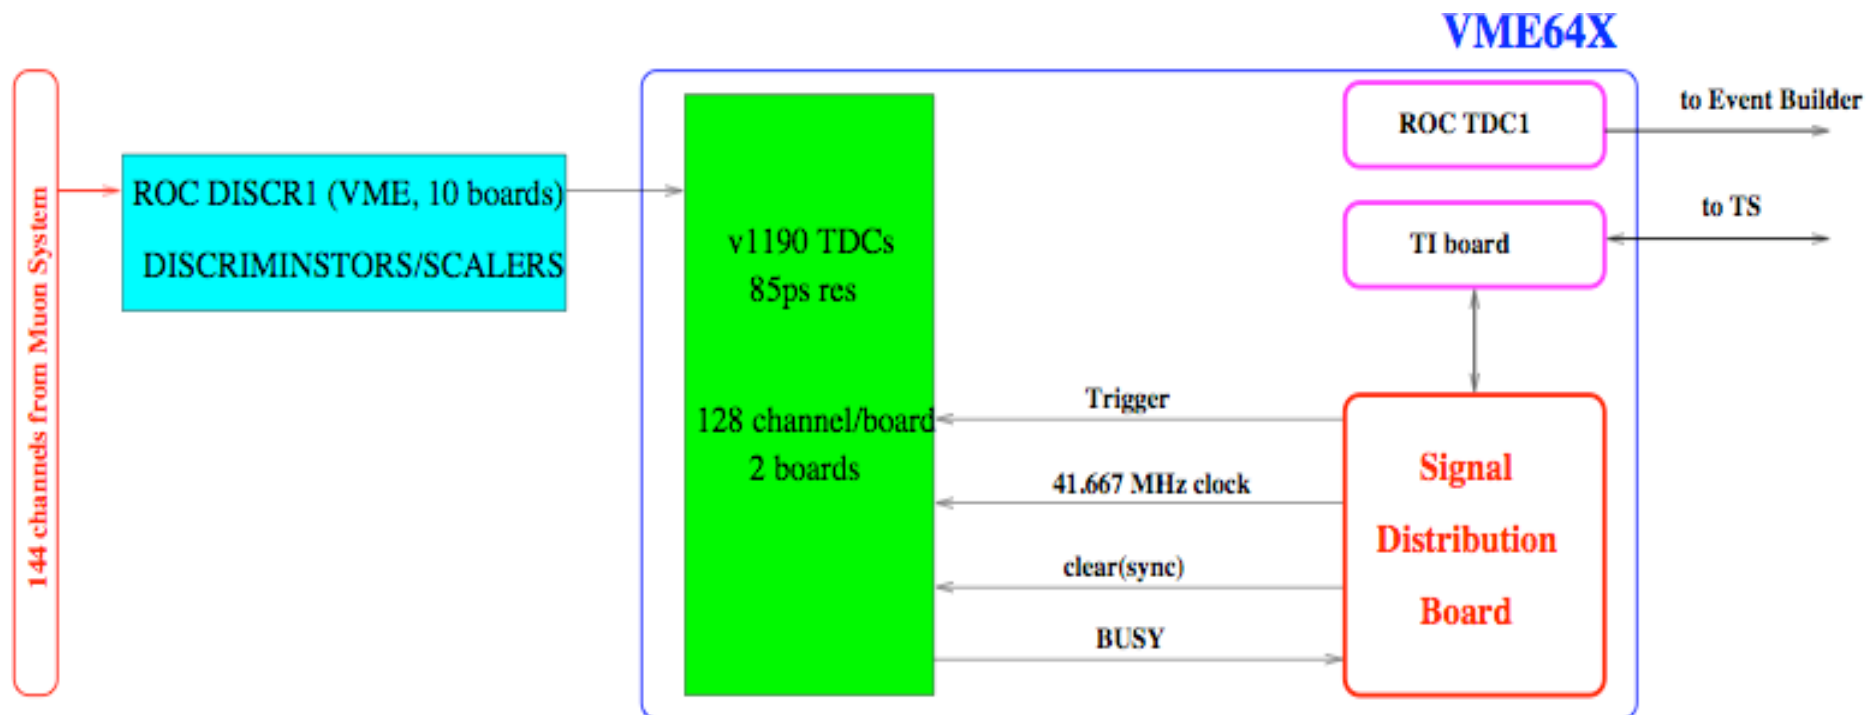 VME64X
144 channels from Muon System
ROC DISCR1 (VME, 10 boards)
DISCRIMINSTORS/SCALERS
v1190 TDCs
85ps res
128 channel/board
2 boards
ROC TDC1
to Event Builder
TI board
to TS
Trigger
41.667 MHz clock
clear(sync)
BUSY
Signal
Distribution
Board